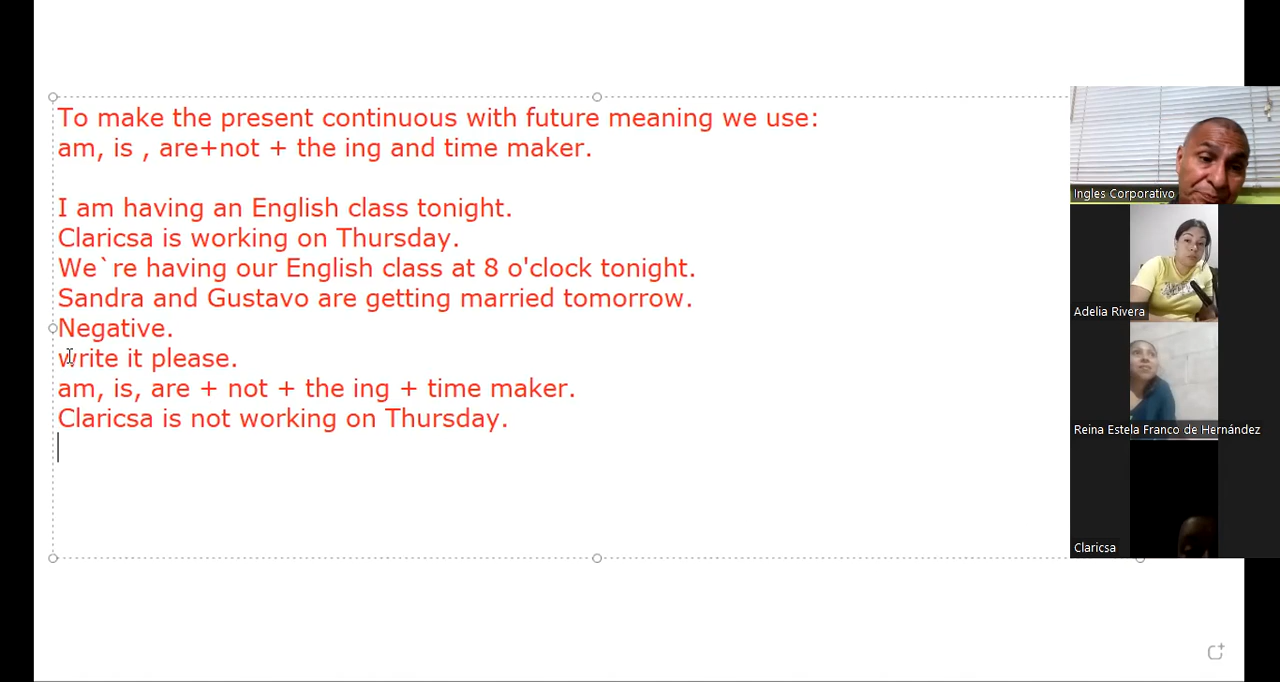 To make the present continuous with future meaning we use:
am, is , are+not + the ing and time maker.
I am having an English class tonight.
Claricsa is working on Thursday.
We`re having our English class at 8 o'clock tonight.
Sandra and Gustavo are getting married tomorrow.
Negative.
write it please.
am, is, are + not + the ing + time maker.
Claricsa is not working on Thursday.
Ingles Corporativo
Adelia Rivera
Reina Estela Franco de Hernández
Claricsa